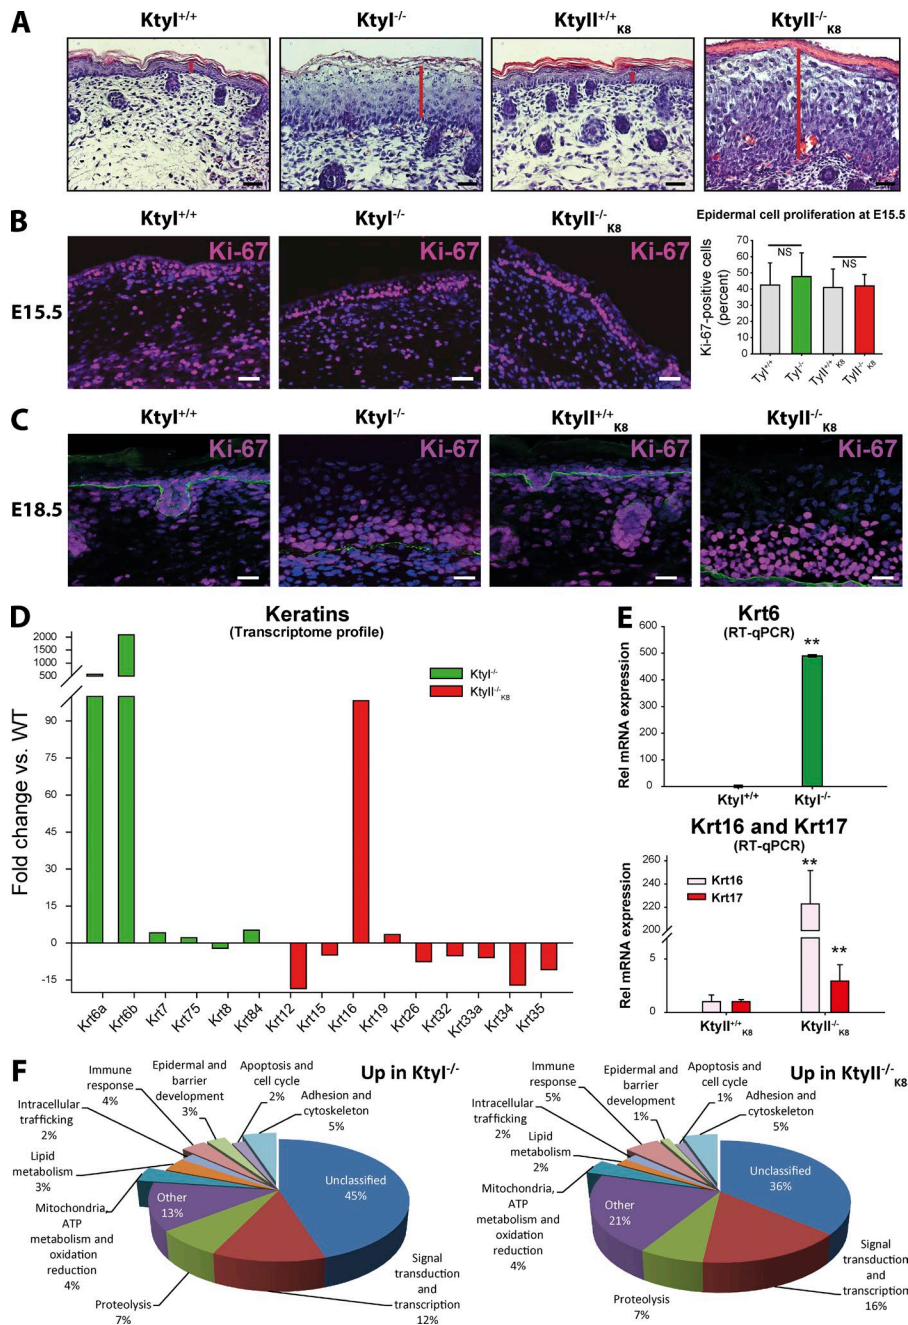 A
KtyI+/+
KtyI-/-
KtyII+/+K8
KtyII-/-K8
B
KtyI+/+
KtyI-/-
KtyII-/-K8
Epidermal cell proliferation at E15.5
E15.5
Ki-67
Ki-67
Ki-67
Ki-67-positive cells
(percent)
70
60
50
40
30
20
10
0
NS
NS
TyI+/+
TyI-/-
TyII+/+K8
TyII-/-K8
C
KtyI+/+
KtyI-/-
KtyII+/+K8
KtyII-/-K8
E18.5
Ki-67
Ki-67
Ki-67
Ki-67
D
Keratins
(Transcriptome profile)
Fold change vs. WT
2000
1500
1000
500
90
75
60
45
30
15
0
-15
KtyI-/-
KtyII-/-K8
Krt6a
Krt6b
Krt7
Krt75
Krt8
Krt84
Krt12
Krt15
Krt16
Krt19
Krt26
Krt32
Krt33a
Krt34
Krt35
E
Krt6
(RT-qPCR)
Rel mRNA expression
600
500
400
300
200
100
0
**
KtyI+/+
KtyI-/-
Krt16 and Krt17
(RT-qPCR)
Rel mRNA expression
260
240
220
200
5
0
Krt16
Krt17
**
**
KtyII+/+K8
KtyII-/-K8
F
Up in KtyI-/-
Immune
response
4%
Epidermal and
barrier
development
3%
Apoptosis and
cell cycle
2%
Adhesion and
cytoskeleton
5%
Intracellular
trafficking
2%
Lipid
metabolism
3%
Mitochondria,
ATP
metabolism and
oxidation
reduction
4%
Other
13%
Unclassified
45%
Proteolysis
7%
Signal
transduction
and
transcription
12%
Up in KtyII-/-K8
Immune
response
5%
Epidermal and
barrier
development
1%
Apoptosis and
cell cycle
1%
Adhesion and
cytoskeleton
5%
Intracellular
trafficking
2%
Lipid
metabolism
2%
Mitochondria,
ATP
metabolism and
oxidation
reduction
4%
Other
21%
Unclassified
36%
Proteolysis
7%
Signal
transduction
and
transcription
16%